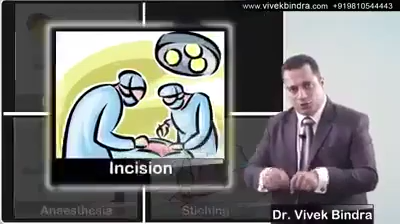 www.vivekbindra.com +919810544443
Incision
Anaesthesia
Stiching
Dr. Vivek Bindra